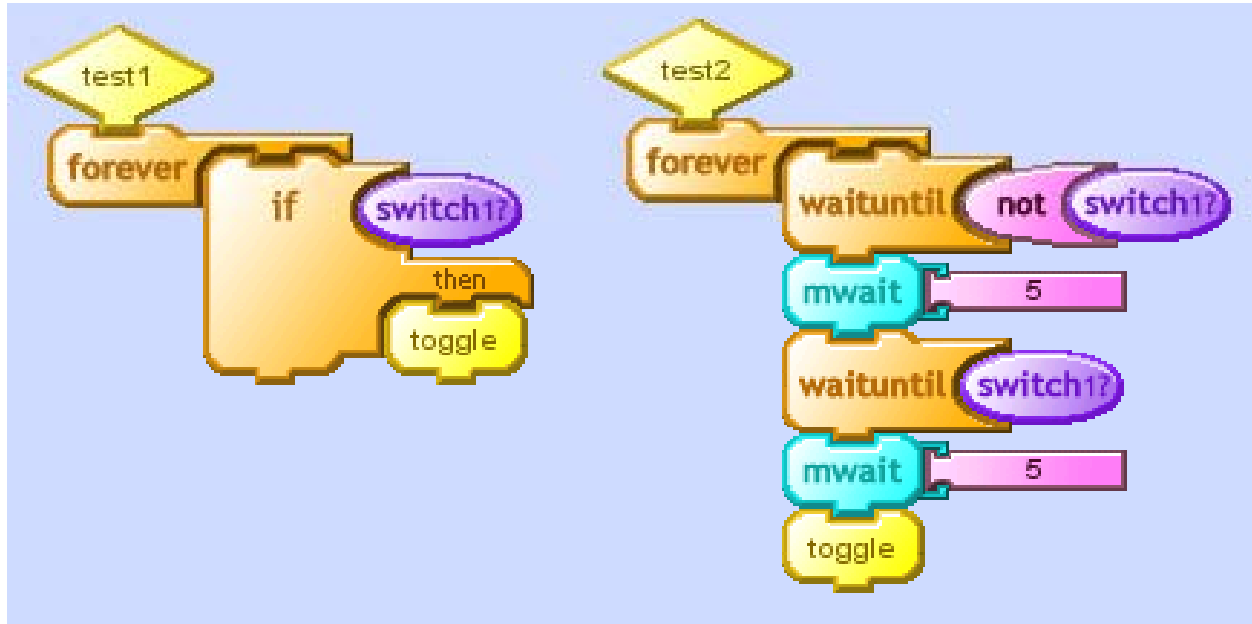 test1
forever
if
switch1?
then
toggle
test2
forever
waituntil not switch1?
mwait 5
waituntil switch1?
mwait 5
toggle